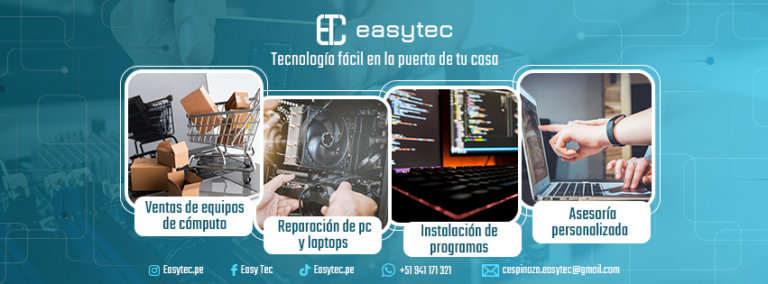 easytec
Tecnología fácil en la puerta de tu casa
Ventas de equipos
de cómputo
Reparación de pc
y laptops
Instalación de
programas
Asesoría
personalizada
Easytec.pe
Easy Tec
Easytec.pe
+51 941 171 321
cespinoza.easytec@gmail.com